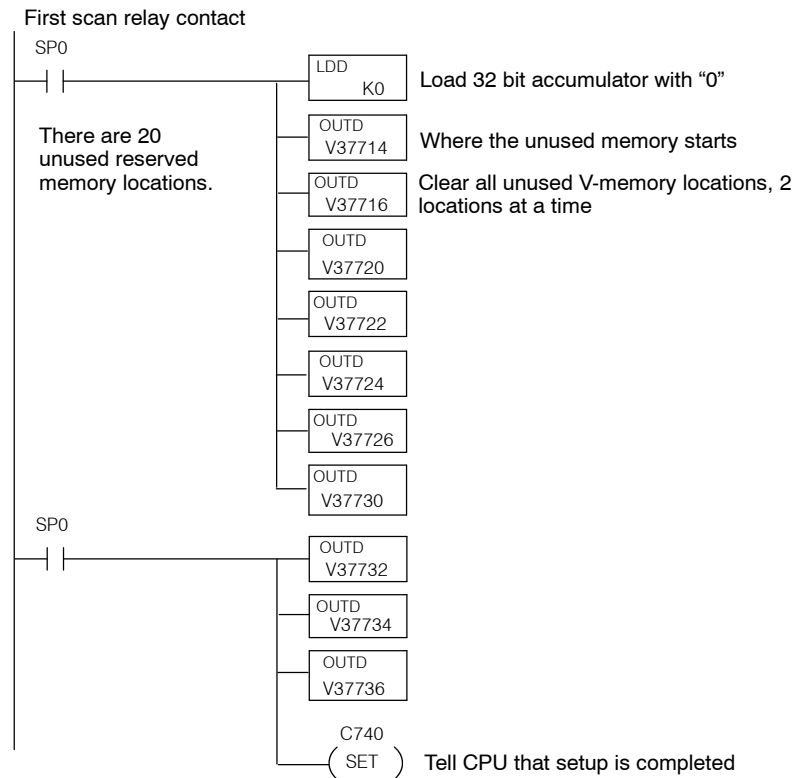 First scan relay contact
SP0
LDD
K0
Load 32 bit accumulator with “0”
There are 20
unused reserved
memory locations.
OUTD
V37714
Where the unused memory starts
OUTD
V37716
Clear all unused V-memory locations, 2
locations at a time
OUTD
V37720
OUTD
V37722
OUTD
V37724
OUTD
V37726
OUTD
V37730
SP0
OUTD
V37732
OUTD
V37734
OUTD
V37736
C740
SET
Tell CPU that setup is completed